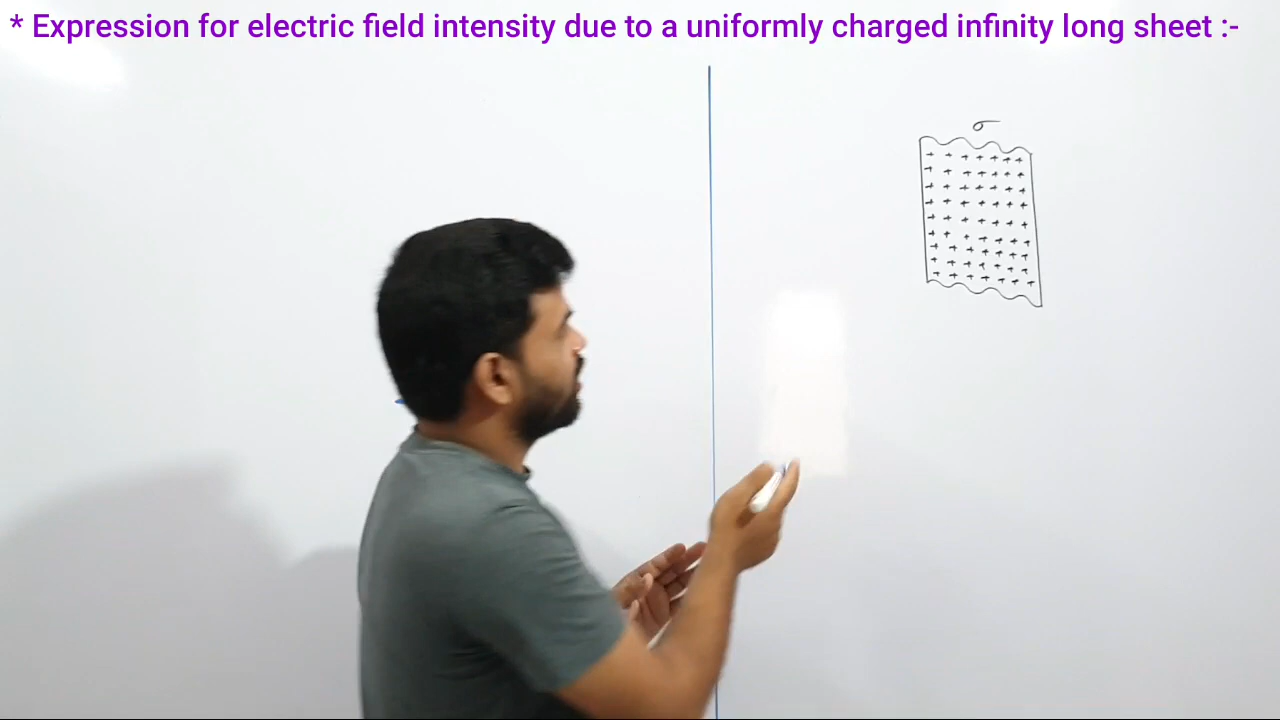 * Expression for electric field intensity due to a uniformly charged infinity long sheet :-
σ
+ + + + + + +
+ + + + + + +
+ + + + + + +
+ + + + + + +
+ + + + + + +
+ + + + + + +
+ + + + + + +
+ + + + + + +
+ + + + + + +